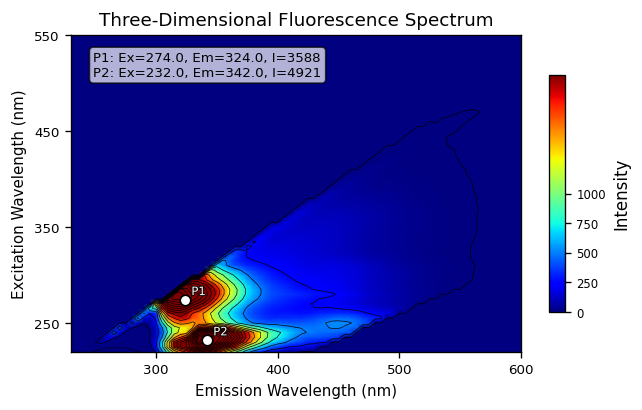 Three-Dimensional Fluorescence Spectrum
P1: Ex=274.0, Em=324.0, I=3588
P2: Ex=232.0, Em=342.0, I=4921
550
450
350
250
Excitation Wavelength (nm)
P1
P2
300
400
500
600
Emission Wavelength (nm)
1000
750
500
250
0
Intensity